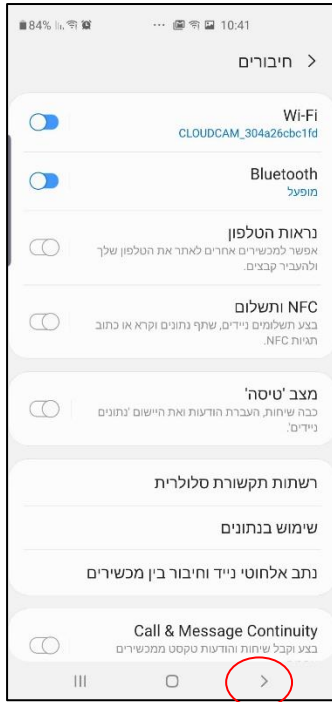 84% 10:41
חיבורים
Wi-Fi
CLOUDCAM_304a26cbc1fd
Bluetooth
מופעל
נראות הטלפון
אפשר למכשירים אחרים לאתר את הטלפון שלך
ולהעביר קבצים.
NFC ותשלום
בצע תשלומים ניידים, שתף נתונים וקרא או כתוב
תגיות NFC.
מצב 'טיסה'
כבה שיחות, העברת הודעות ואת היישום 'נתונים
ניידים'.
רשתות תקשורת סלולרית
שימוש בנתונים
נתב אלחוטי נייד וחיבור בין מכשירים
Call & Message Continuity
בצע וקבל שיחות והודעות טקסט ממכשירים